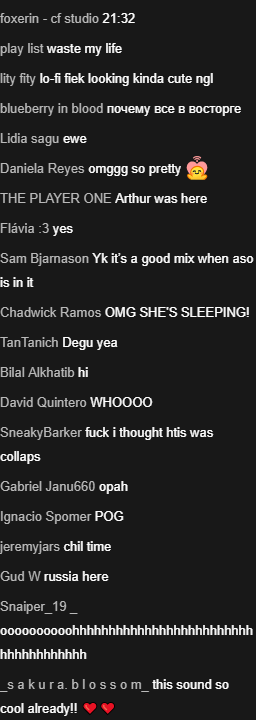 foxerin - cf studio 21:32
play list waste my life
lity fity lo-fi fiek looking kinda cute ngl
blueberry in blood почему все в восторге
Lidia sagu ewe
Daniela Reyes omggg so pretty
THE PLAYER ONE Arthur was here
Flávia :3 yes
Sam Bjarnason Yk it's a good mix when aso
is in it
Chadwick Ramos OMG SHE'S SLEEPING!
TanTanich Degu yea
Bilal Alkhatib hi
David Quintero WHOOOO
SneakyBarker fuck i thought htis was
collaps
Gabriel Janu660 opah
Ignacio Spomer POG
jeremyjars chil time
Gud W russia here
Snaiper_19 _
oooooooooohhhhhhhhhhhhhhhhhhhhhhhhh
hhhhhhhhhhhh
_s a k u r a. b l o s s o m_ this sound so
cool already!! ❤❤